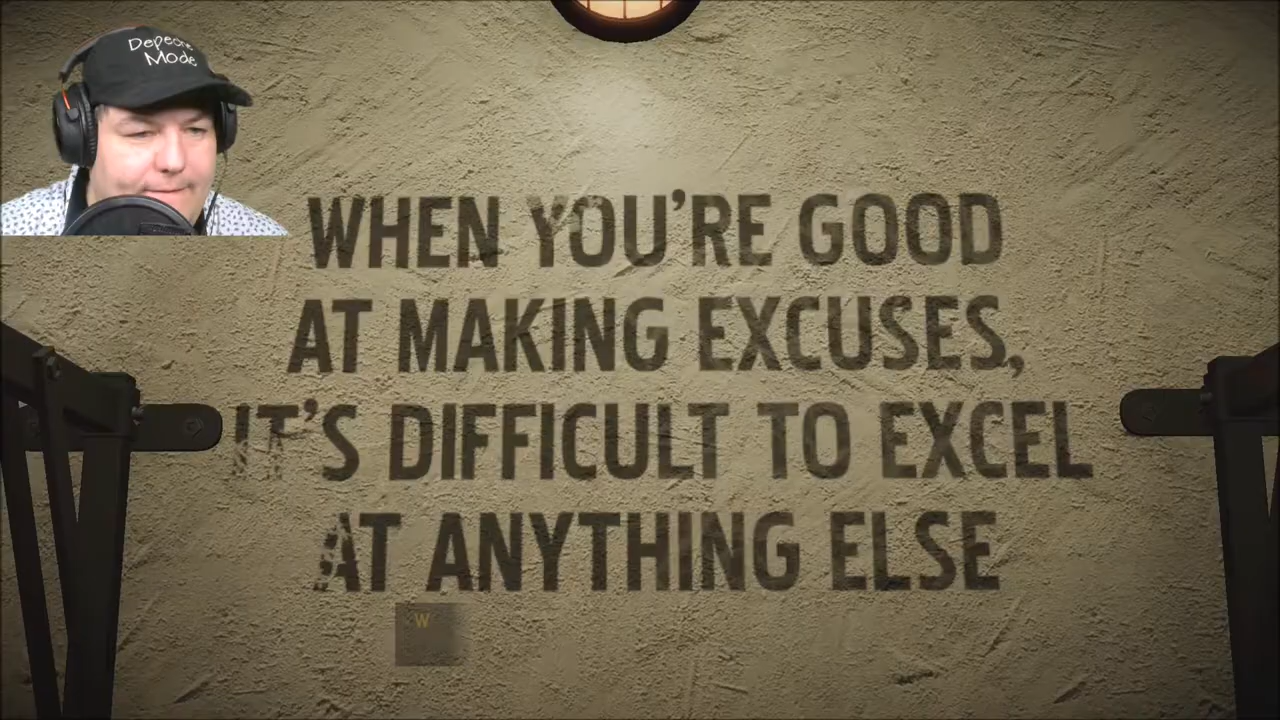 Depeche
Mode
WHEN YOU'RE GOOD
AT MAKING EXCUSES,
IT'S DIFFICULT TO EXCEL
AT ANYTHING ELSE
W